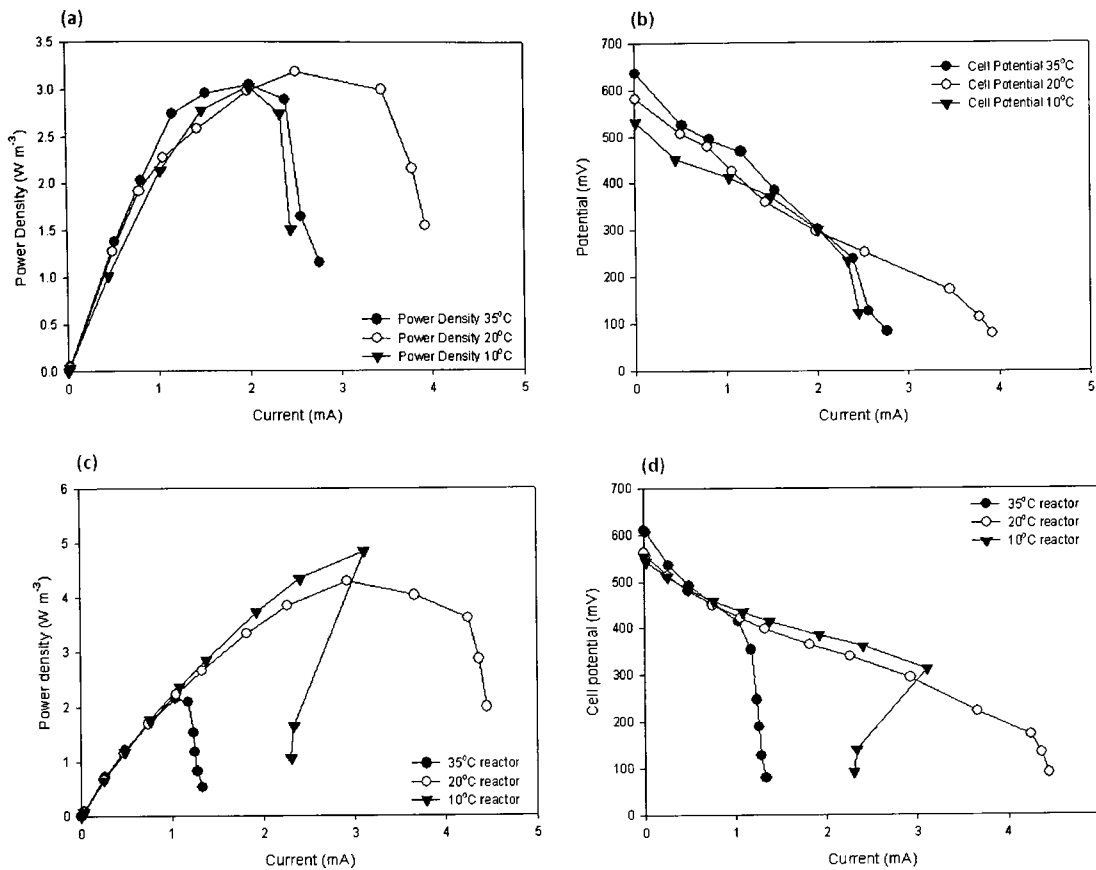 (a)
3.5
3.0
2.5
2.0
1.5
1.0
0.5
0.0
Power Density (W m⁻³)
0 1 2 3 4 5
Current (mA)
Power Density 35°C
Power Density 20°C
Power Density 10°C
(b)
700
600
500
400
300
200
100
0
Potential (mV)
0 1 2 3 4 5
Current (mA)
Cell Potential 35°C
Cell Potential 20°C
Cell Potential 10°C
(c)
6
5
4
3
2
1
0
Power density (W m⁻³)
0 1 2 3 4 5
Current (mA)
35°C reactor
20°C reactor
10°C reactor
(d)
700
600
500
400
300
200
100
0
Cell potential (mV)
0 1 2 3 4
Current (mA)
35°C reactor
20°C reactor
10°C reactor